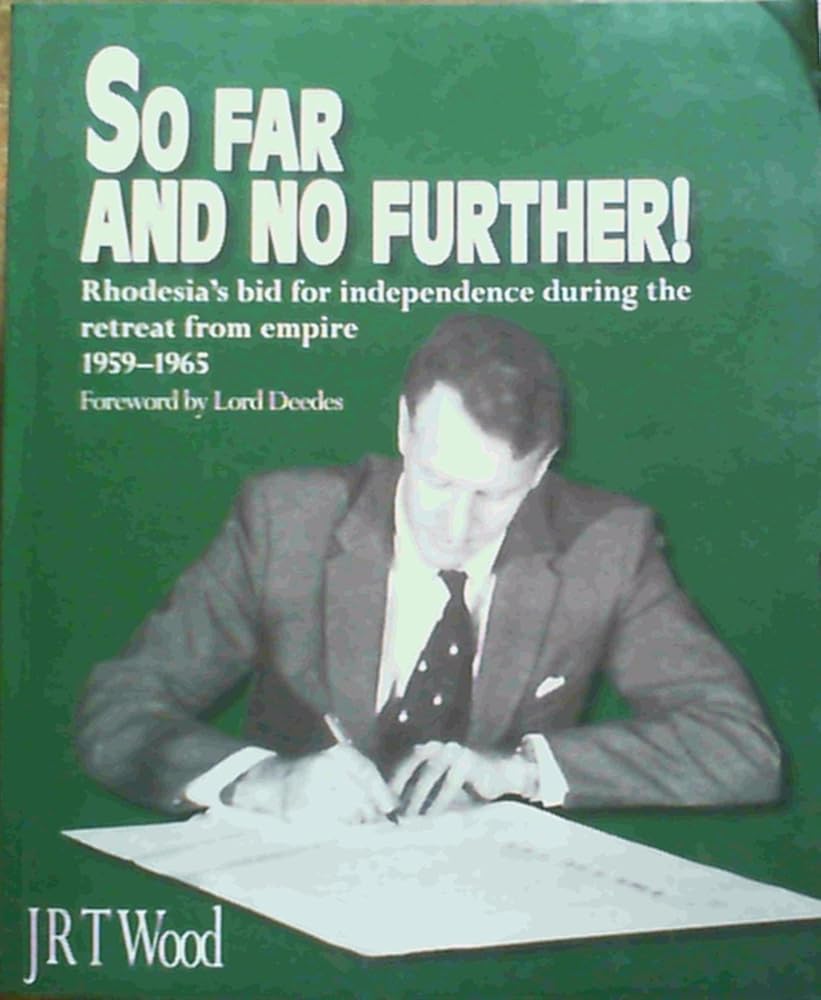 SO FAR
AND NO FURTHER!
Rhodesia's bid for independence during the
retreat from empire
1959–1965
Foreword by Lord Deedes
JRT Wood